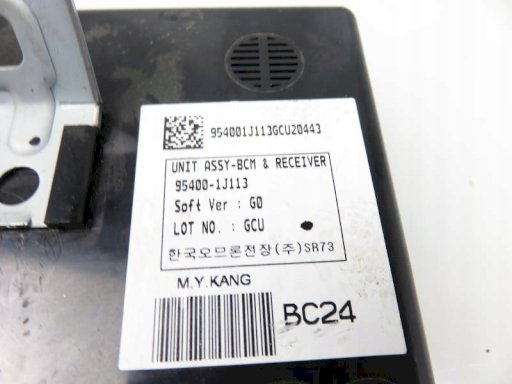 954001J113GCU20443
UNIT ASSY-BCM & RECEIVER
95400-1J113
Soft Ver : G0
LOT NO. : GCU
한국오므론전장(주)SR73
M.Y.KANG
BC24